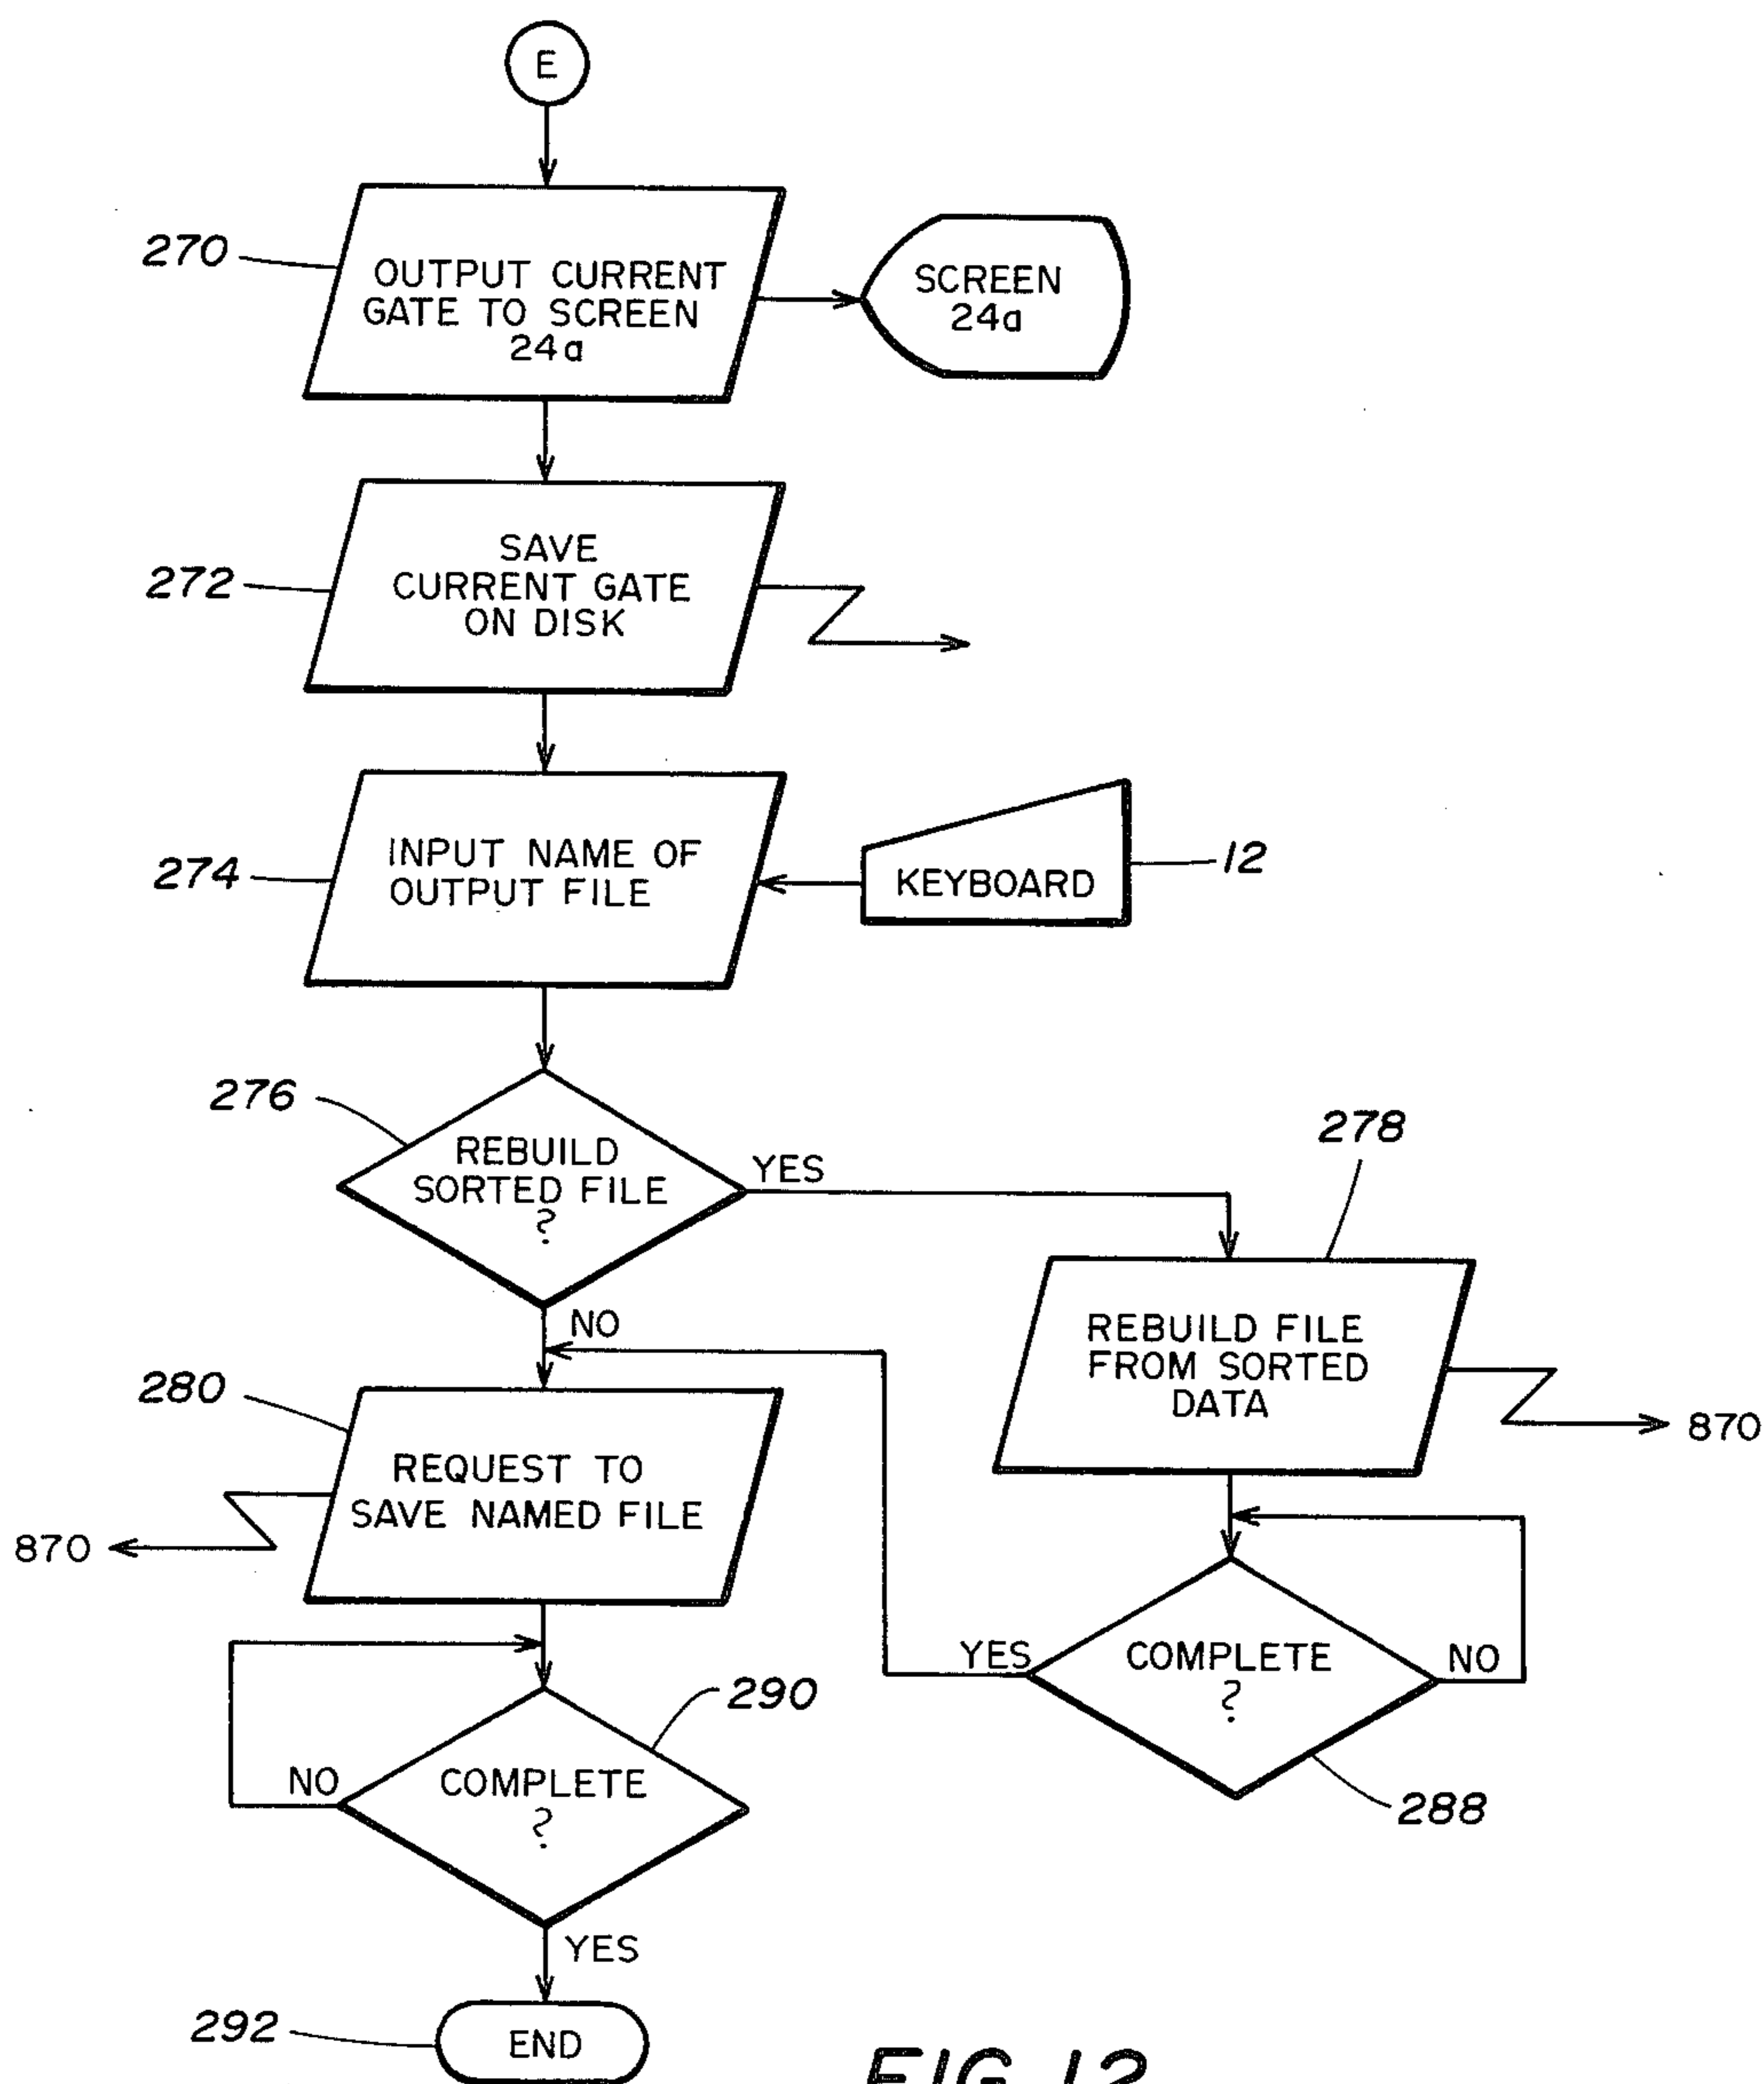 E
270
OUTPUT CURRENT
GATE TO SCREEN
24a
SCREEN
24a
272
SAVE
CURRENT GATE
ON DISK
274
INPUT NAME OF
OUTPUT FILE
KEYBOARD
12
276
REBUILD
SORTED FILE
?
YES
NO
278
REBUILD FILE
FROM SORTED
DATA
870
280
REQUEST TO
SAVE NAMED FILE
870
COMPLETE
?
YES
NO
288
290
COMPLETE
?
NO
YES
292
END
FIG. 12